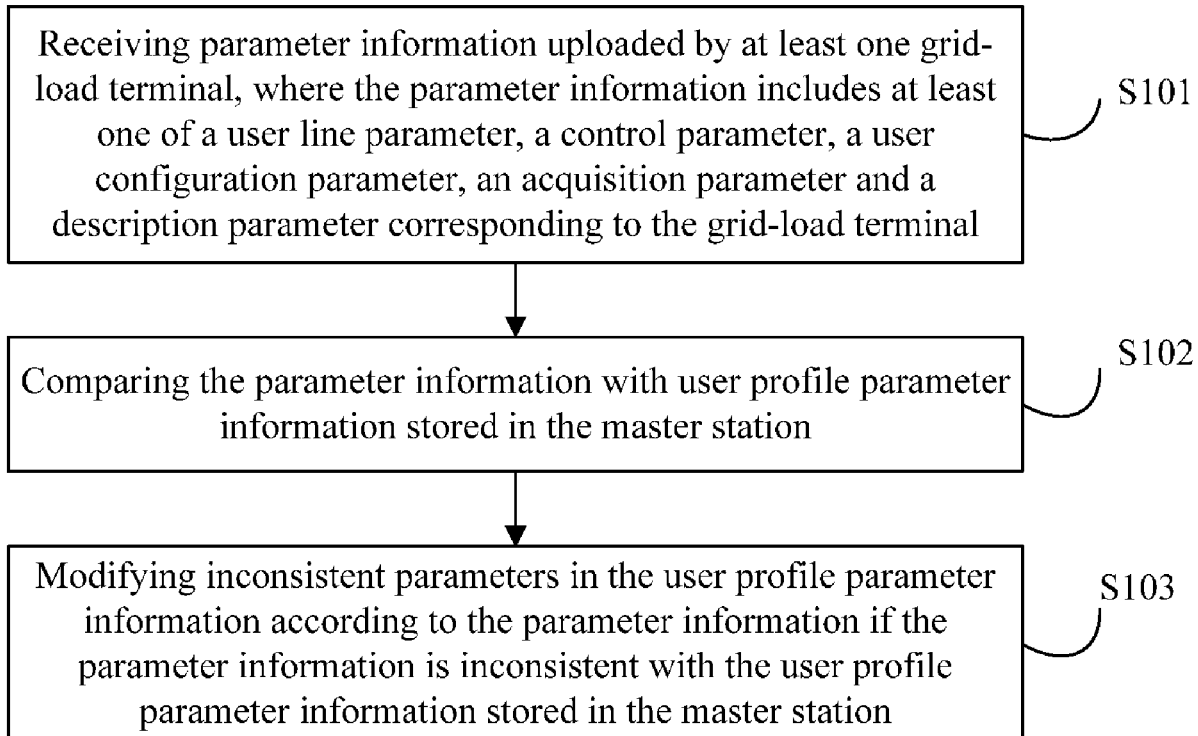 Receiving parameter information uploaded by at least one grid-
load terminal, where the parameter information includes at least
one of a user line parameter, a control parameter, a user
configuration parameter, an acquisition parameter and a
description parameter corresponding to the grid-load terminal
S101
Comparing the parameter information with user profile parameter
information stored in the master station
S102
Modifying inconsistent parameters in the user profile parameter
information according to the parameter information if the
parameter information is inconsistent with the user profile
parameter information stored in the master station
S103